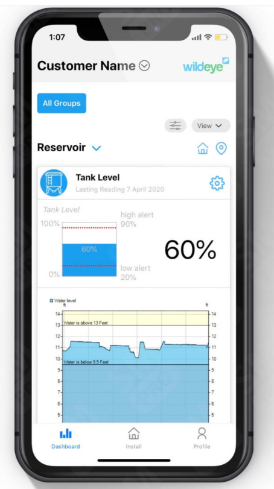 1:07
Customer Name
wildeye
All Groups
View
Reservoir
Tank Level
Lasting Reading 7 April 2020
Tank Level
100%
high alert
90%
60%
60%
low alert
0%
20%
Water level
14 14
Water is above 13 Feet
13 13
12 12
11 11
10 10
Water is below 9.5 Feet
9 9
8 8
7 7
6 6
5 5
Dashboard
Install
Profile